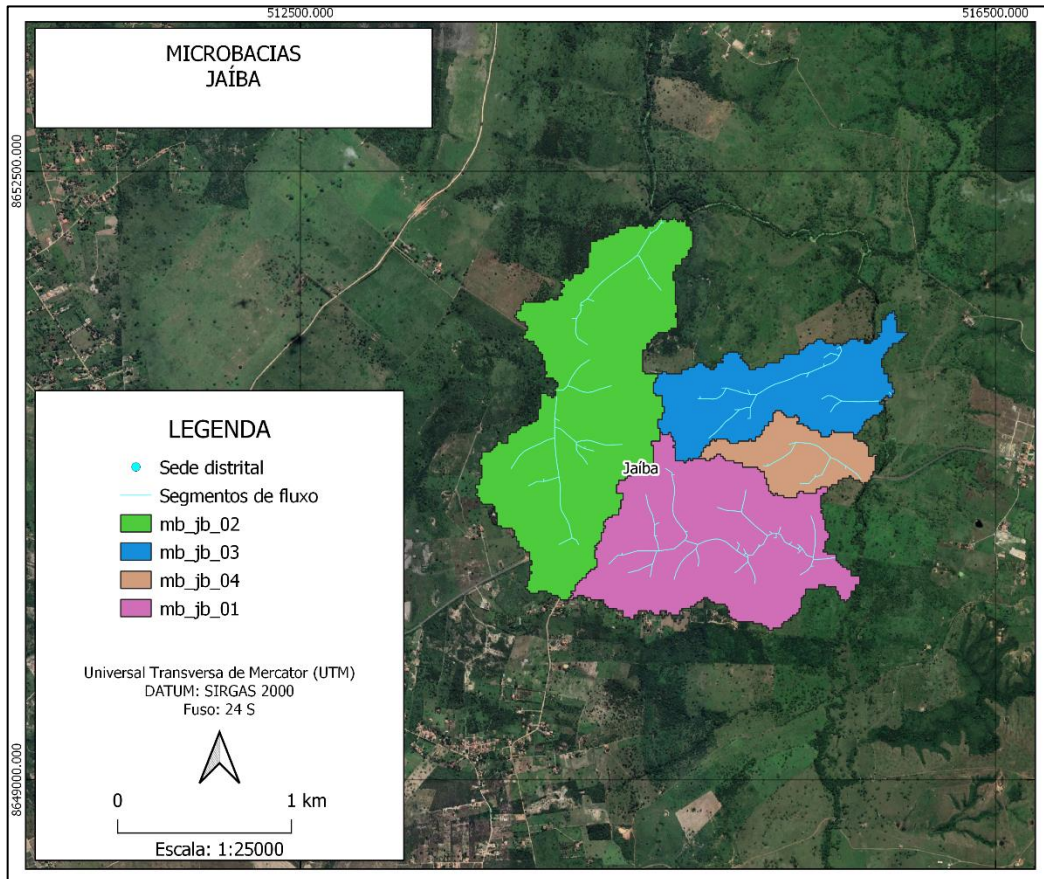 512500.000
516500.000
MICROBACIAS
JAÍBA
8652500.000
LEGENDA
Sede distrital
Segmentos de fluxo
mb_jb_02
mb_jb_03
mb_jb_04
mb_jb_01
Jaíba
Universal Transversa de Mercator (UTM)
DATUM: SIRGAS 2000
Fuso: 24 S
8649000.000
0 1 km
Escala: 1:25000